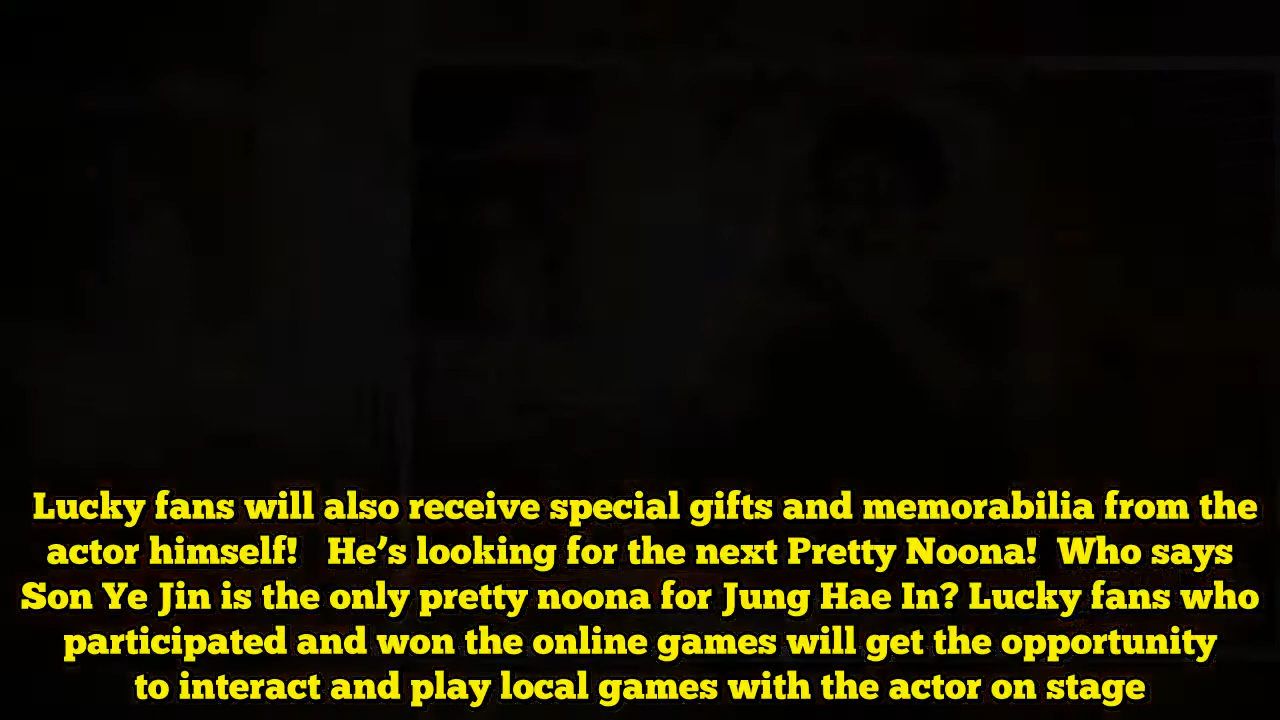 Lucky fans will also receive special gifts and memorabilia from the
actor himself!   He’s looking for the next Pretty Noona!  Who says
Son Ye Jin is the only pretty noona for Jung Hae In? Lucky fans who
participated and won the online games will get the opportunity
to interact and play local games with the actor on stage